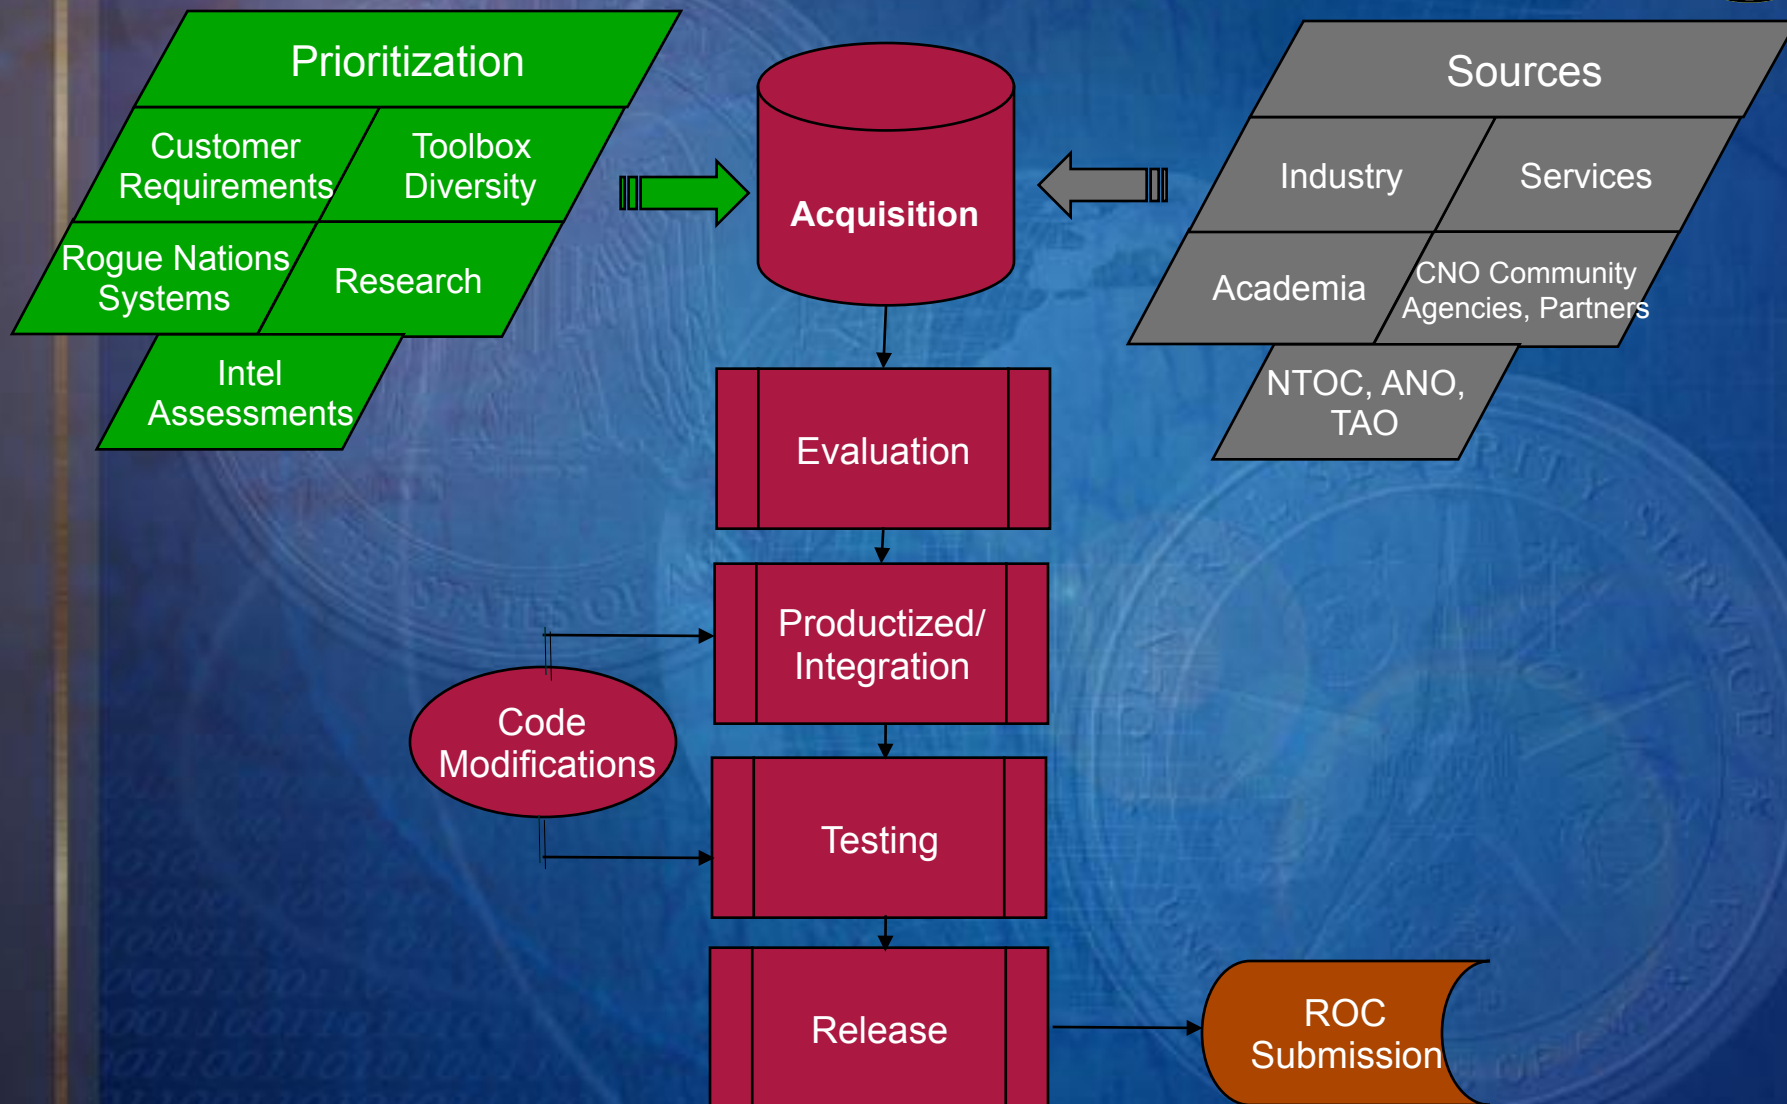 Prioritization
Customer
Requirements
Toolbox
Diversity
Rogue Nations
Systems
Research
Intel
Assessments
Acquisition
Sources
Industry
Services
Academia
CNO Community
Agencies, Partners
NTOC, ANO,
TAO
Evaluation
Productized/
Integration
Code
Modifications
Testing
Release
ROC
Submission